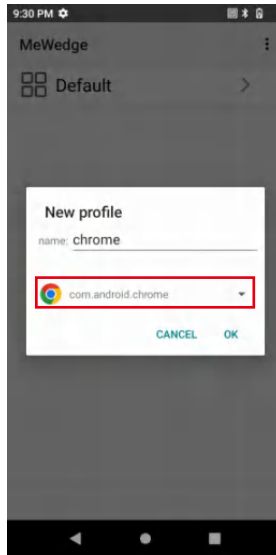 9:30 PM
MeWedge
Default
New profile
name: chrome
com.android.chrome
CANCEL OK